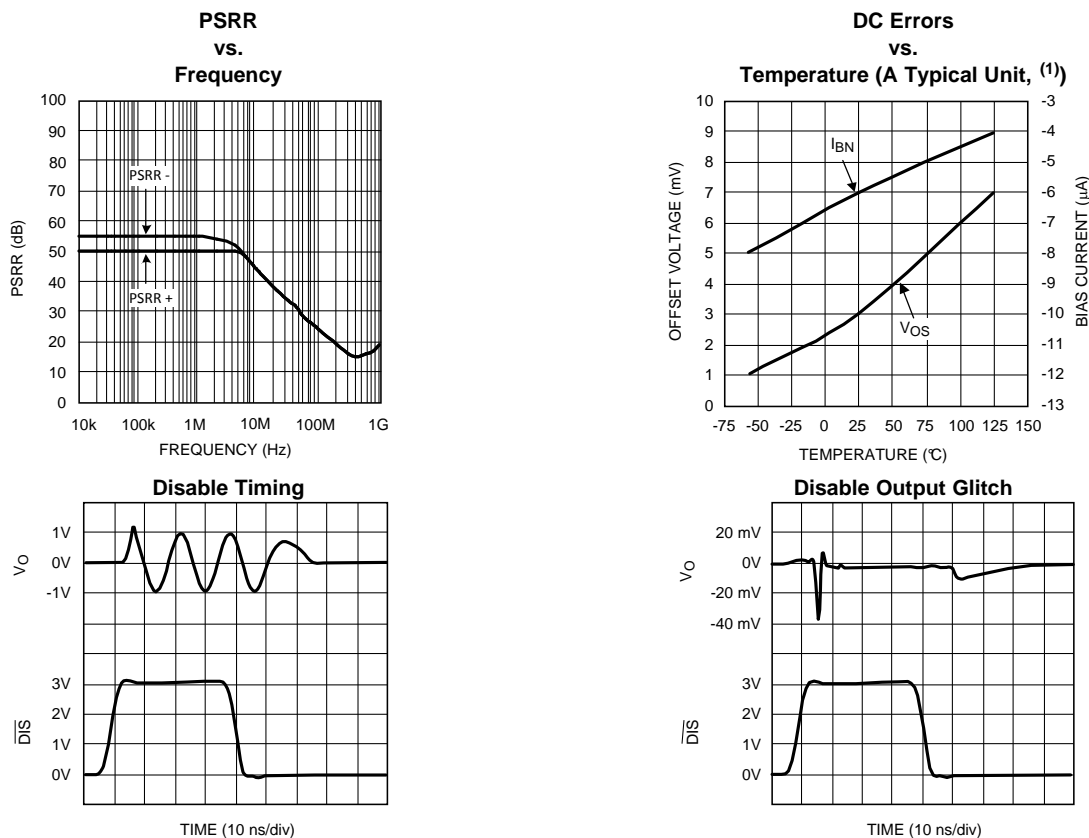 PSRR
vs.
Frequency
100
90
80
70
60
50
40
30
20
10
0
PSRR (dB)
PSRR -
PSRR +
10k 100k 1M 10M 100M 1G
FREQUENCY (Hz)
DC Errors
vs.
Temperature (A Typical Unit, (1)
10
9
8
7
6
5
4
3
2
1
0
OFFSET VOLTAGE (mV)
IBN
VOS
-3
-4
-5
-6
-7
-8
-9
-10
-11
-12
-13
BIAS CURRENT (μA)
-75 -50 -25 0 25 50 75 100 125 150
TEMPERATURE (°C)
Disable Timing
1V
0V
-1V
VO
3V
2V
1V
0V
DIS
TIME (10 ns/div)
Disable Output Glitch
20 mV
0V
-20 mV
-40 mV
VO
3V
2V
1V
0V
DIS
TIME (10 ns/div)